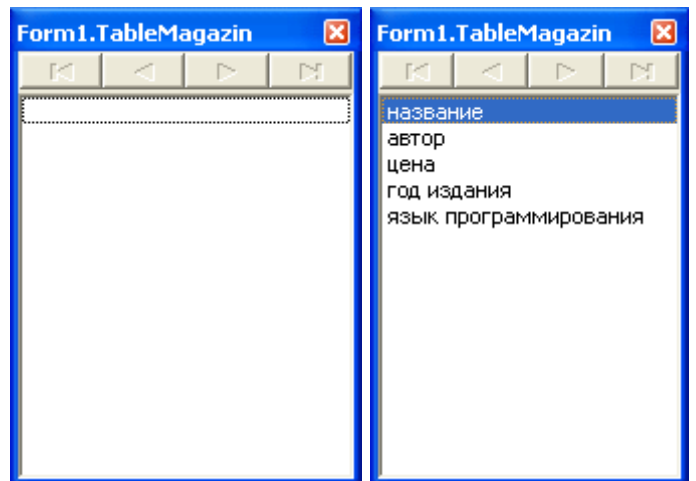 Form1.TableMagazin
Form1.TableMagazin
название
автор
цена
год издания
язык программирования